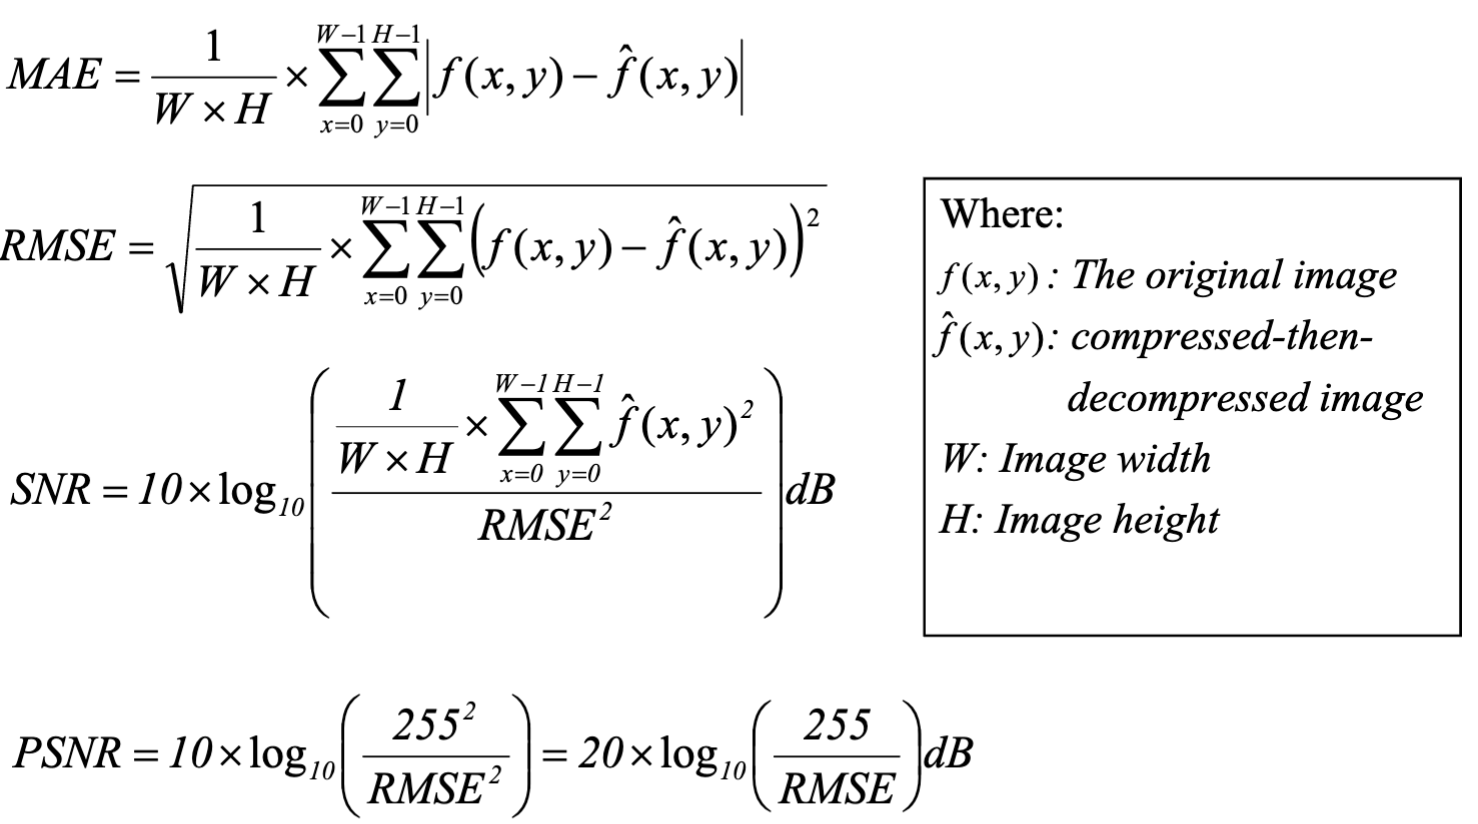 MAE = \frac{1}{W \times H} \times \sum_{x=0}^{W-1} \sum_{y=0}^{H-1} \left| f(x, y) - \hat{f}(x, y) \right|
RMSE = \sqrt{\frac{1}{W \times H} \times \sum_{x=0}^{W-1} \sum_{y=0}^{H-1} \left( f(x, y) - \hat{f}(x, y) \right)^2}
SNR = 10 \times \log_{10} \left( \frac{\frac{1}{W \times H} \times \sum_{x=0}^{W-1} \sum_{y=0}^{H-1} \hat{f}(x, y)^2}{RMSE^2} \right) dB
PSNR = 10 \times \log_{10} \left( \frac{255^2}{RMSE^2} \right) = 20 \times \log_{10} \left( \frac{255}{RMSE} \right) dB
Where:
f(x, y) : The original image
\hat{f}(x, y): compressed-then-
decompressed image
W: Image width
H: Image height